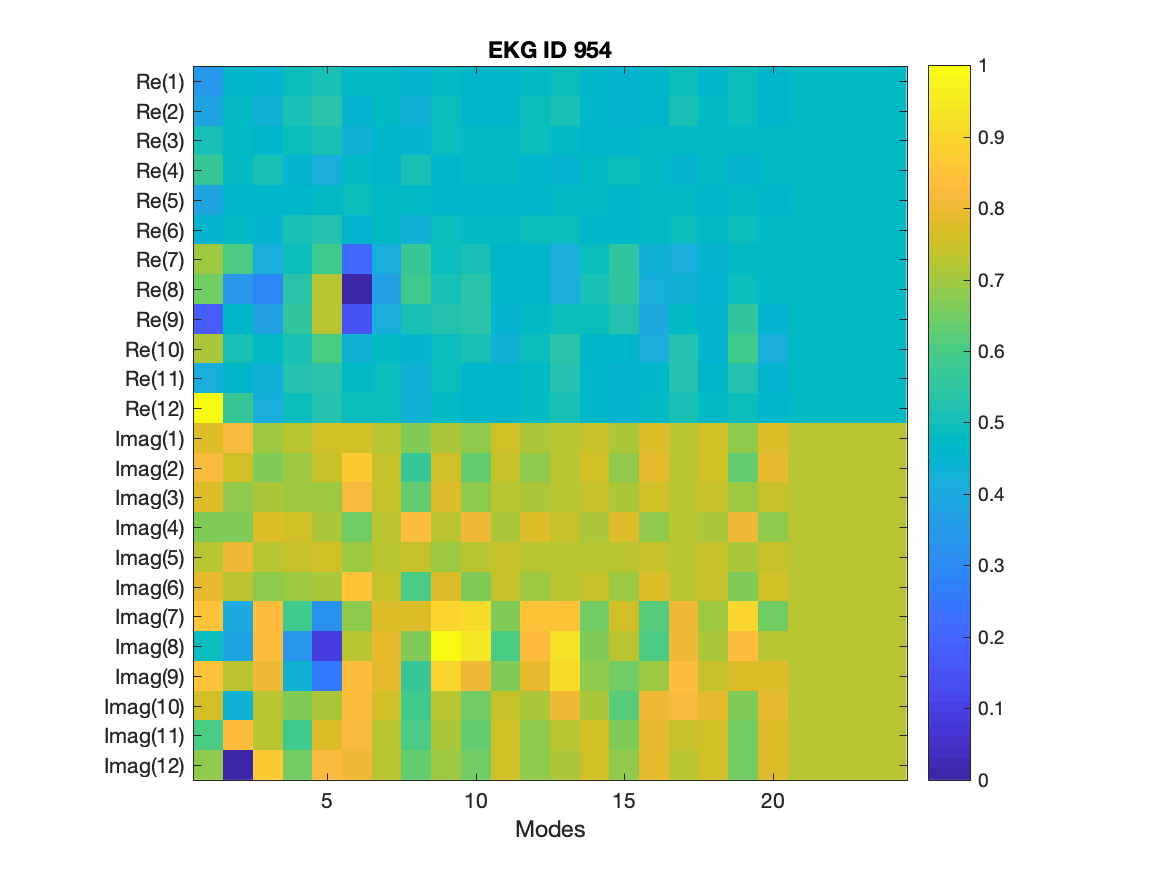 EKG ID 954
Re(1)
Re(2)
Re(3)
Re(4)
Re(5)
Re(6)
Re(7)
Re(8)
Re(9)
Re(10)
Re(11)
Re(12)
Imag(1)
Imag(2)
Imag(3)
Imag(4)
Imag(5)
Imag(6)
Imag(7)
Imag(8)
Imag(9)
Imag(10)
Imag(11)
Imag(12)
5 10 15 20
Modes
1
0.9
0.8
0.7
0.6
0.5
0.4
0.3
0.2
0.1
0